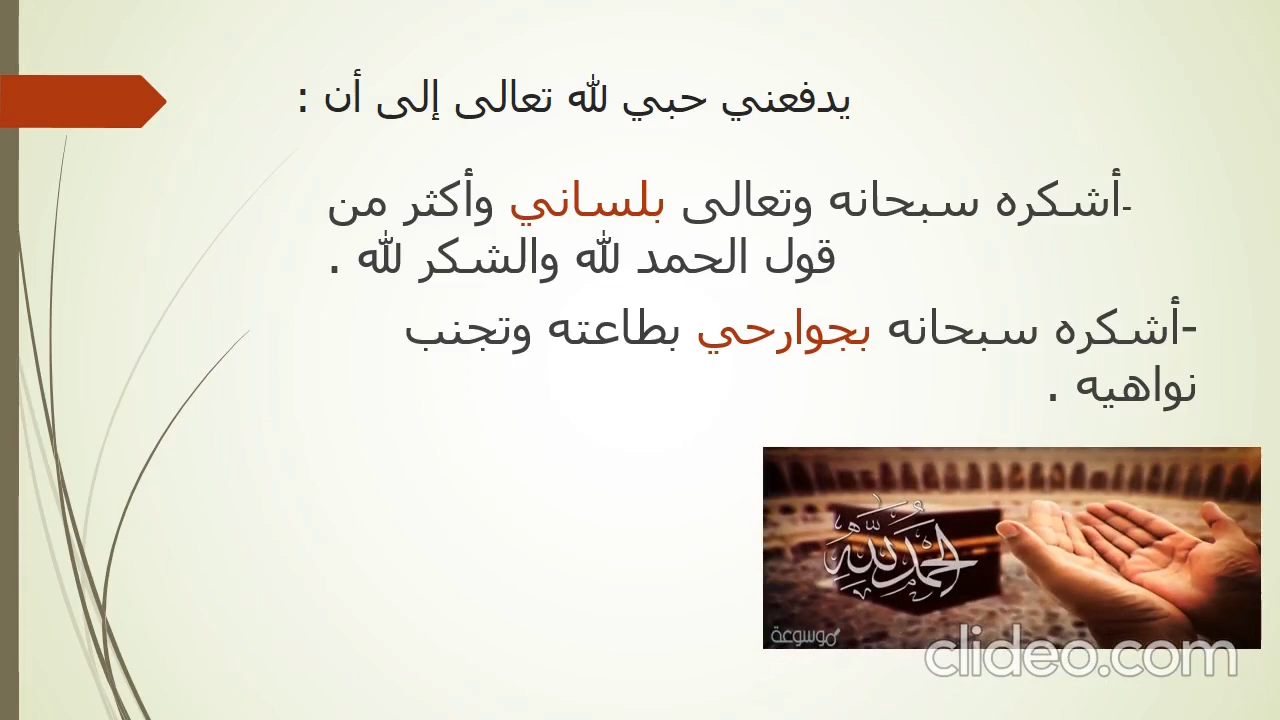 يدفعني حبي لله تعالى إلى أن :
-أشكره سبحانه وتعالى بلساني وأكثر من
قول الحمد لله والشكر لله .
-أشكره سبحانه بجوارحي بطاعته وتجنب
نواهيه .
الحمد لله
موسوعة
clideo.com